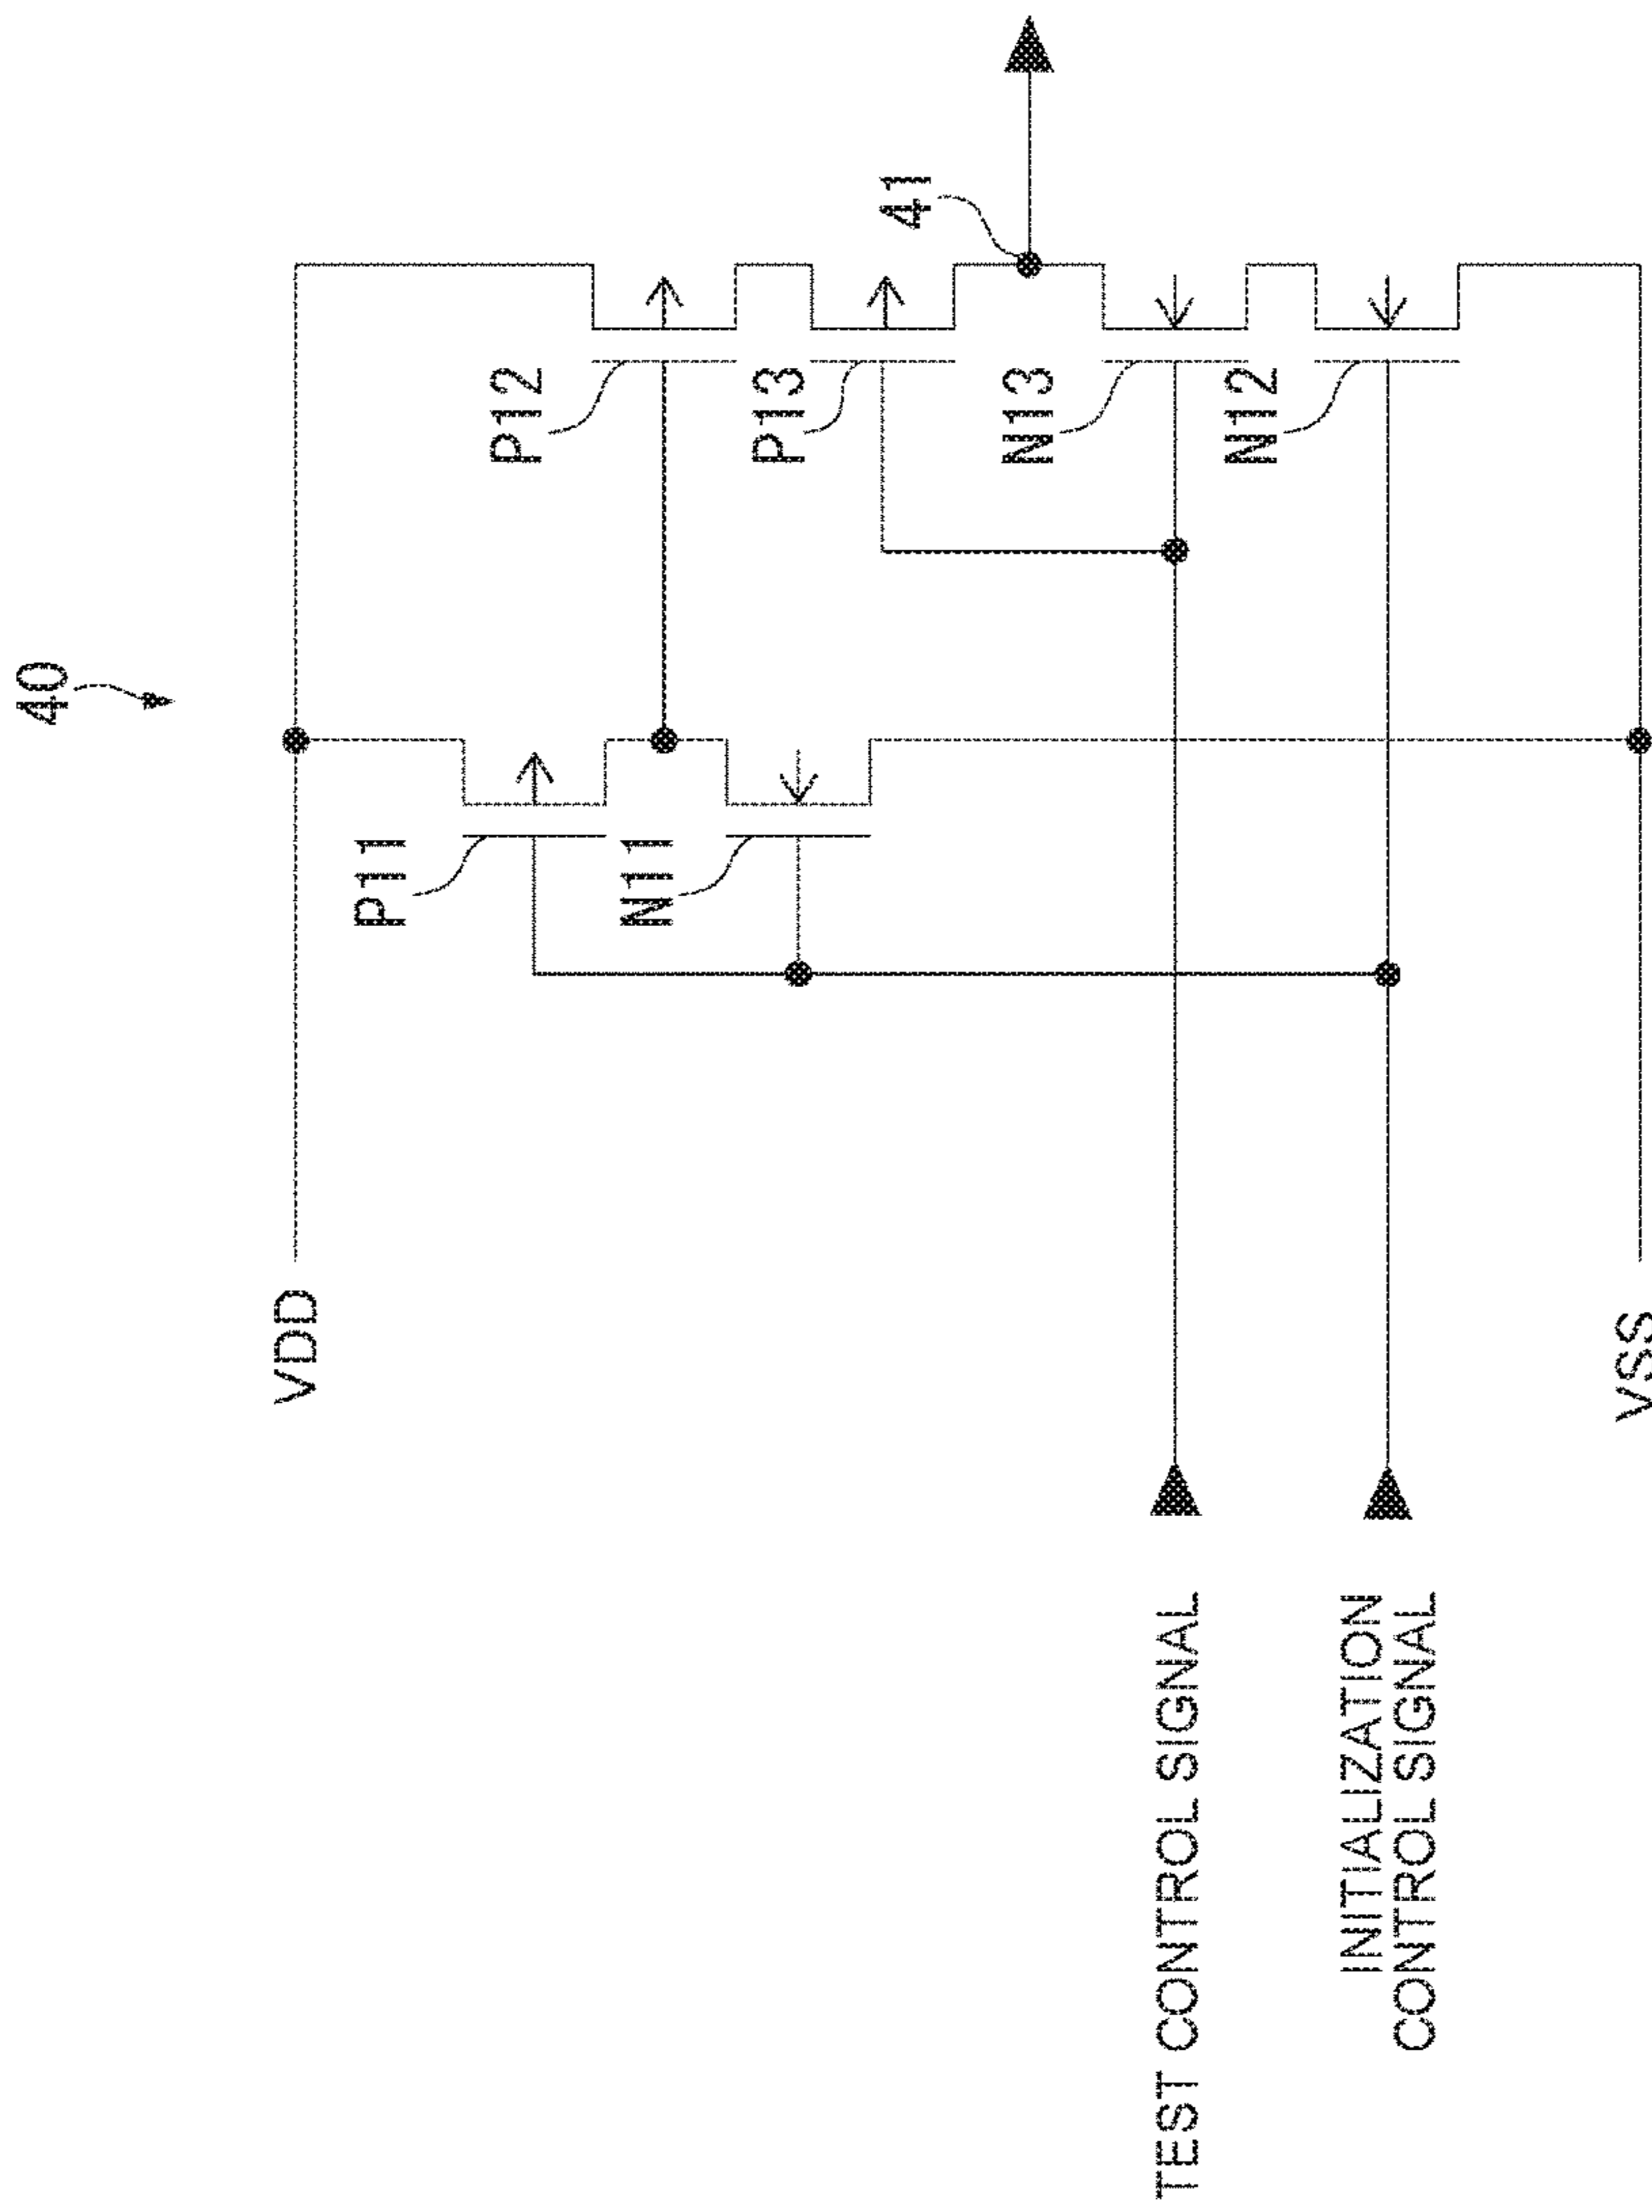 40
VDD
P11
P12
N11
P13
41
N13
N12
TEST CONTROL SIGNAL
INITIALIZATION
CONTROL SIGNAL
VSS